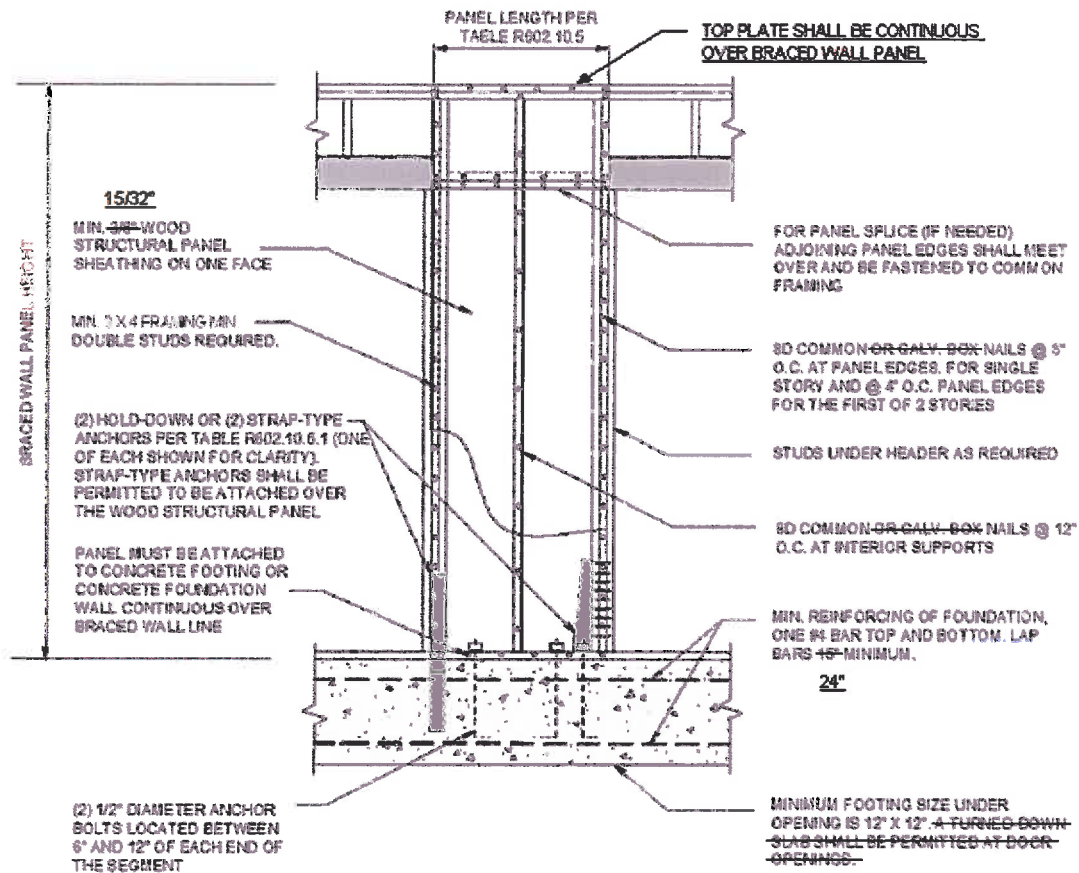 PANEL LENGTH PER
TABLE R602.10.5
TOP PLATE SHALL BE CONTINUOUS
OVER BRACED WALL PANEL
BRACED WALL PANEL HEIGHT
15/32"
MIN. 3/8" WOOD
STRUCTURAL PANEL
SHEATHING ON ONE FACE
MIN. 2 X 4 FRAMING MIN
DOUBLE STUDS REQUIRED.
(2) HOLD-DOWN OR (2) STRAP-TYPE
ANCHORS PER TABLE R602.10.6.1 (ONE
OF EACH SHOWN FOR CLARITY).
STRAP-TYPE ANCHORS SHALL BE
PERMITTED TO BE ATTACHED OVER
THE WOOD STRUCTURAL PANEL
PANEL MUST BE ATTACHED
TO CONCRETE FOOTING OR
CONCRETE FOUNDATION
WALL CONTINUOUS OVER
BRACED WALL LINE
(2) 1/2" DIAMETER ANCHOR
BOLTS LOCATED BETWEEN
6" AND 12" OF EACH END OF
THE SEGMENT
FOR PANEL SPLICE (IF NEEDED)
ADJOINING PANEL EDGES SHALL MEET
OVER AND BE FASTENED TO COMMON
FRAMING
8D COMMON OR GALV. BOX NAILS @ 6"
O.C. AT PANEL EDGES. FOR SINGLE
STORY AND @ 4" O.C. PANEL EDGES
FOR THE FIRST OF 2 STORIES
STUDS UNDER HEADER AS REQUIRED
8D COMMON OR GALV. BOX NAILS @ 12"
O.C. AT INTERIOR SUPPORTS
MIN. REINFORCING OF FOUNDATION,
ONE #4 BAR TOP AND BOTTOM. LAP
BARS 15" MINIMUM.
24"
MINIMUM FOOTING SIZE UNDER
OPENING IS 12" X 12". A TURNED-DOWN
SLAB SHALL BE PERMITTED AT DOOR
OPENINGS.